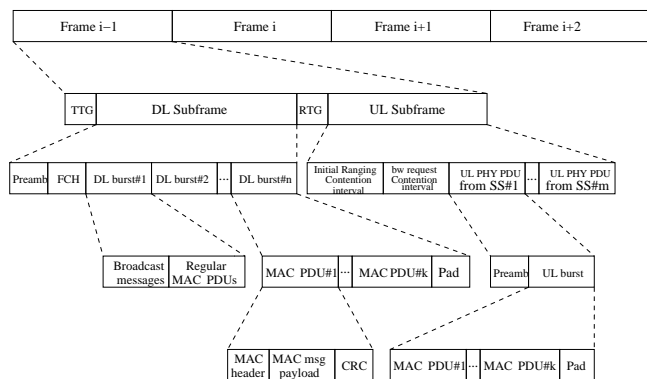 Frame i−1 Frame i Frame i+1 Frame i+2
TTG DL Subframe RTG UL Subframe
Preamb FCH DL burst#1 DL burst#2 ... DL burst#n
Initial Ranging
Contention
interval
bw request
Contention
interval
UL PHY PDU
from SS#1
...
UL PHY PDU
from SS#m
Broadcast
messages
Regular
MAC PDUs
MAC PDU#1 ... MAC PDU#k Pad
Preamb UL burst
MAC
header
MAC msg
payload
CRC
MAC PDU#1 ... MAC PDU#k Pad